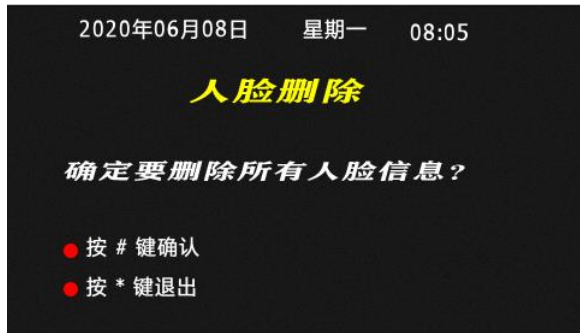 2020年06月08日 星期一 08:05
人脸删除
确定要删除所有人脸信息?
按 # 键确认
按 * 键退出